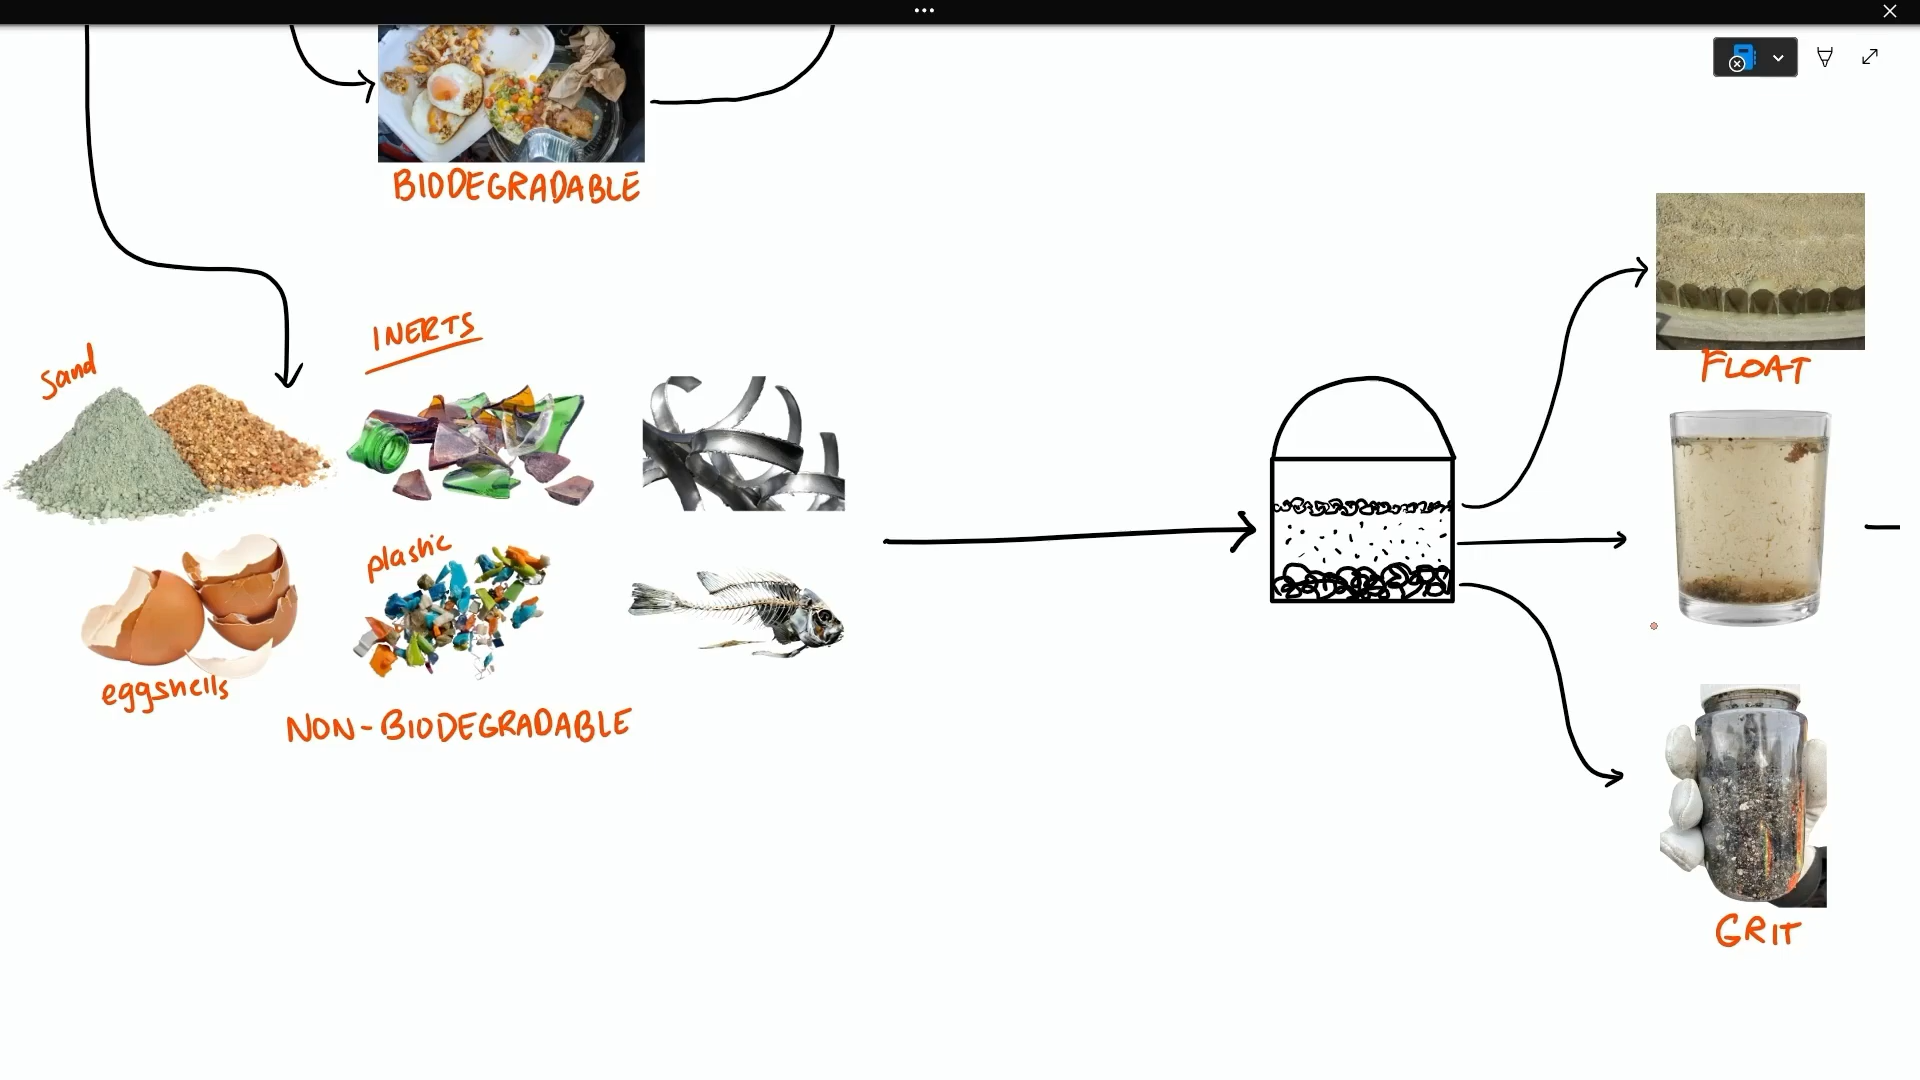 BIODEGRADABLE
INERTS
Sand
plastic
eggshells
NON-BIODEGRADABLE
FLOAT
GRIT